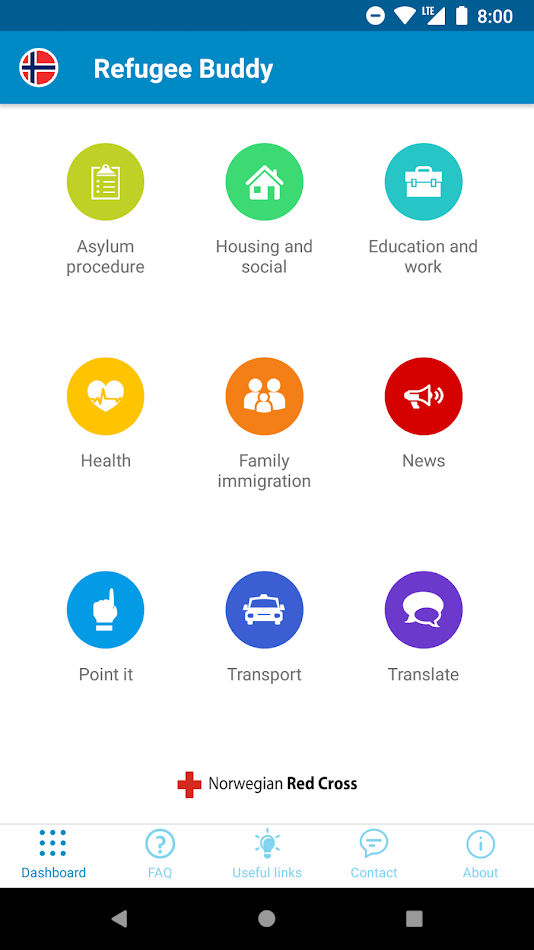 LTE 8:00
Refugee Buddy
Asylum
procedure
Housing and
social
Education and
work
Health
Family
immigration
News
Point it
Transport
Translate
Norwegian Red Cross
Dashboard
FAQ
Useful links
Contact
About